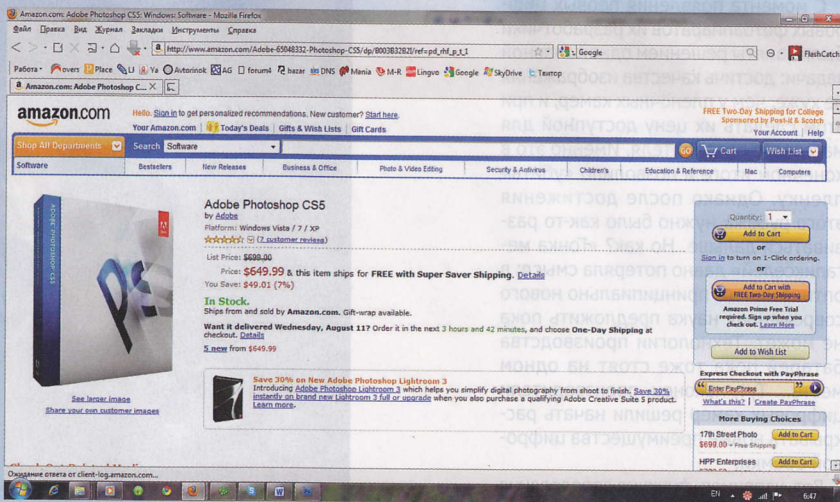 Amazon.com: Adobe Photoshop CS5: Windows: Software - Mozilla Firefox
Файл Правка Вид Журнал Закладки Инструменты Справка
http://www.amazon.com/Adobe-65048332-Photoshop-CS5/dp/B003B32B2I/ref=pd_rhf_p_t_1
Google
FlashCatch
Работа Rovers Place LI Ya Avtorinok AG forum4 bazar DNS Mania M-R Lingvo Google SkyDrive Тватор
Amazon.com: Adobe Photoshop C...
amazon.com
Hello. Sign in to get personalized recommendations. New customer? Start here.
FREE Two-Day Shipping for College
Sponsored by Post-it & Scotch
Your Amazon.com Today's Deals Gifts & Wish Lists Gift Cards
Your Account Help
Shop All Departments Search Software GO Cart Wish List
Software Bestsellers New Releases Business & Office Photo & Video Editing Security & Antivirus Children's Education & Reference Mac Computers
ADOBE PHOTOSHOP CS5
Ps
See larger image
Share your own customer images
Adobe Photoshop CS5
by Adobe
Platform: Windows Vista / 7 / XP
(7 customer reviews)
List Price: $699.00
Price: $649.99 & this item ships for FREE with Super Saver Shipping. Details
You Save: $49.01 (7%)
In Stock.
Ships from and sold by Amazon.com. Gift-wrap available.
Want it delivered Wednesday, August 11? Order it in the next 3 hours and 42 minutes, and choose One-Day Shipping at
checkout. Details
5 new from $649.99
Save 30% on New Adobe Photoshop Lightroom 3
Introducing Adobe Photoshop Lightroom 3 which helps you simplify digital photography from shoot to finish. Save 30%
instantly on brand new Lightroom 3 full or upgrade when you also purchase a qualifying Adobe Creative Suite 5 product.
Learn more.
Quantity: 1
Add to Cart
or
Sign in to turn on 1-Click ordering.
or
Add to Cart with
FREE Two-Day Shipping
Amazon Prime Free Trial
required. Sign up when you
check out. Learn More
Add to Wish List
Express Checkout with PayPhrase
Enter PayPhrase
What's this? | Create PayPhrase
More Buying Choices
17th Street Photo Add to Cart
$699.00 + Free Shipping
HPP Enterprises Add to Cart
Ожидание ответа от client-log.amazon.com...
EN 6:47